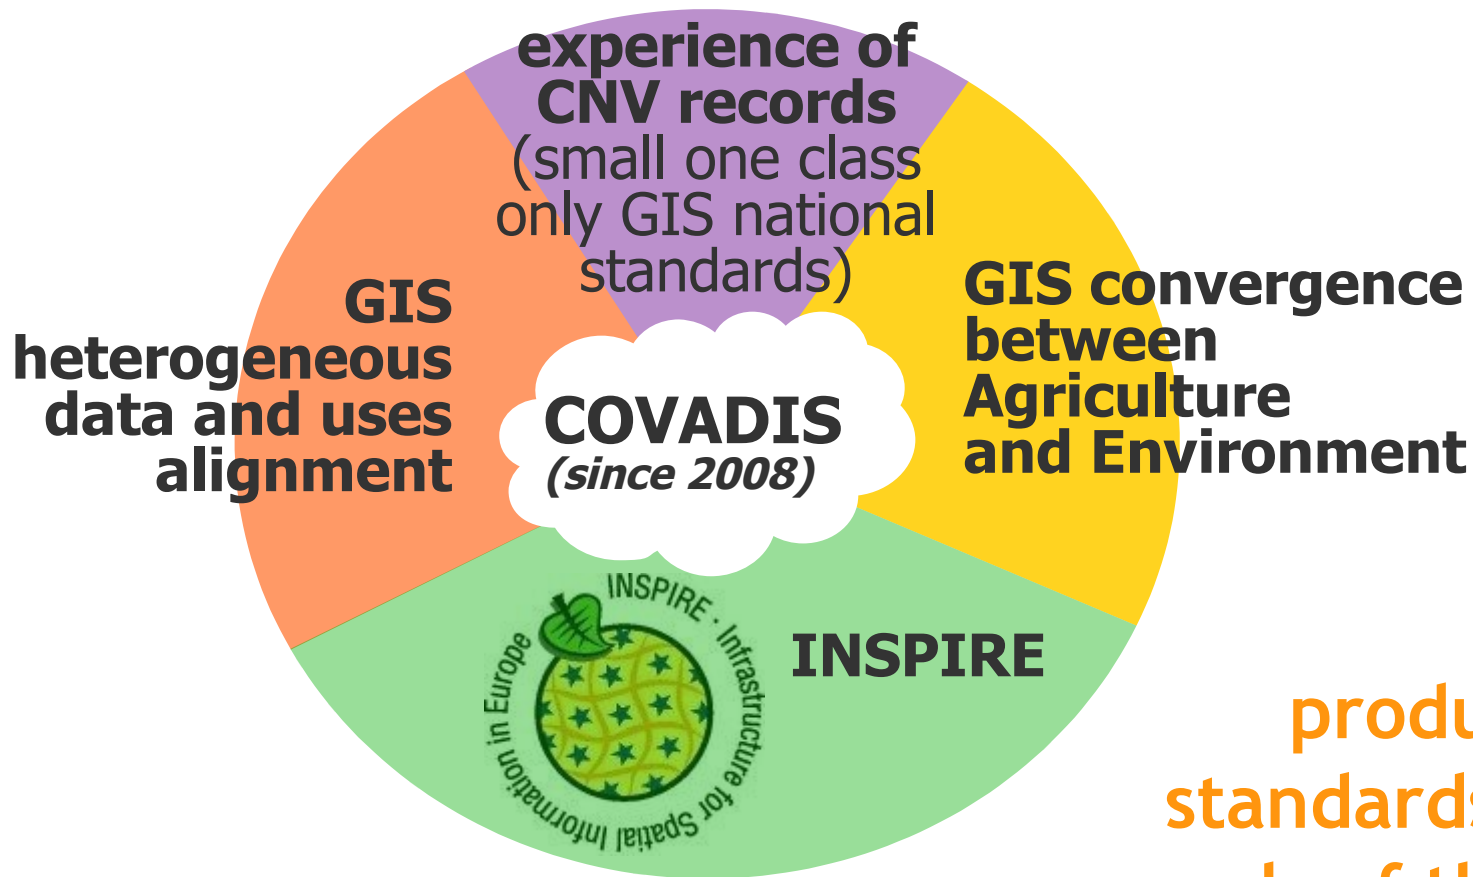 experience of
CNV records
(small one class
only GIS national
standards)
GIS
heterogeneous
data and uses
alignment
GIS convergence
between
Agriculture
and Environment
COVADIS
(since 2008)
INSPIRE · Infrastructure for Spatial Information in Europe
INSPIRE
standards